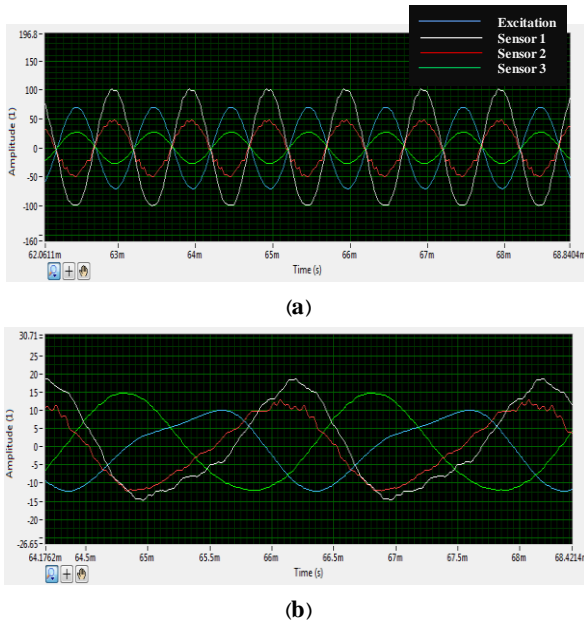 Excitation
Sensor 1
Sensor 2
Sensor 3
196.8
150
100
50
0
-50
-100
-160
Amplitude (1)
62.0611m 63m 64m 65m 66m 67m 68m 68.8404m
Time (s)
(a)
30.71
25
20
15
10
5
0
-5
-10
-15
-20
-26.65
Amplitude (1)
64.1762m 64.5m 65m 65.5m 66m 66.5m 67m 67.5m 68m 68.4214m
Time (s)
(b)